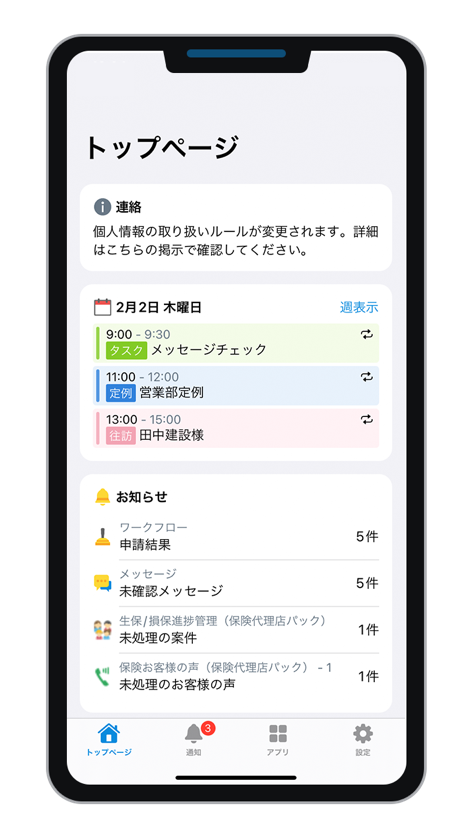 トップページ
連絡
個人情報の取り扱いルールが変更されます。詳細
はこちらの掲示で確認してください。
2月2日 木曜日 週表示
9:00 - 9:30
タスク メッセージチェック
11:00 - 12:00
定例 営業部定例
13:00 - 15:00
往訪 田中建設様
お知らせ
ワークフロー
申請結果 5件
メッセージ
未確認メッセージ 5件
生保/損保進捗管理（保険代理店パック）
未処理の案件 1件
保険お客様の声（保険代理店パック） - 1
未処理のお客様の声 1件
3
トップページ 通知 アプリ 設定